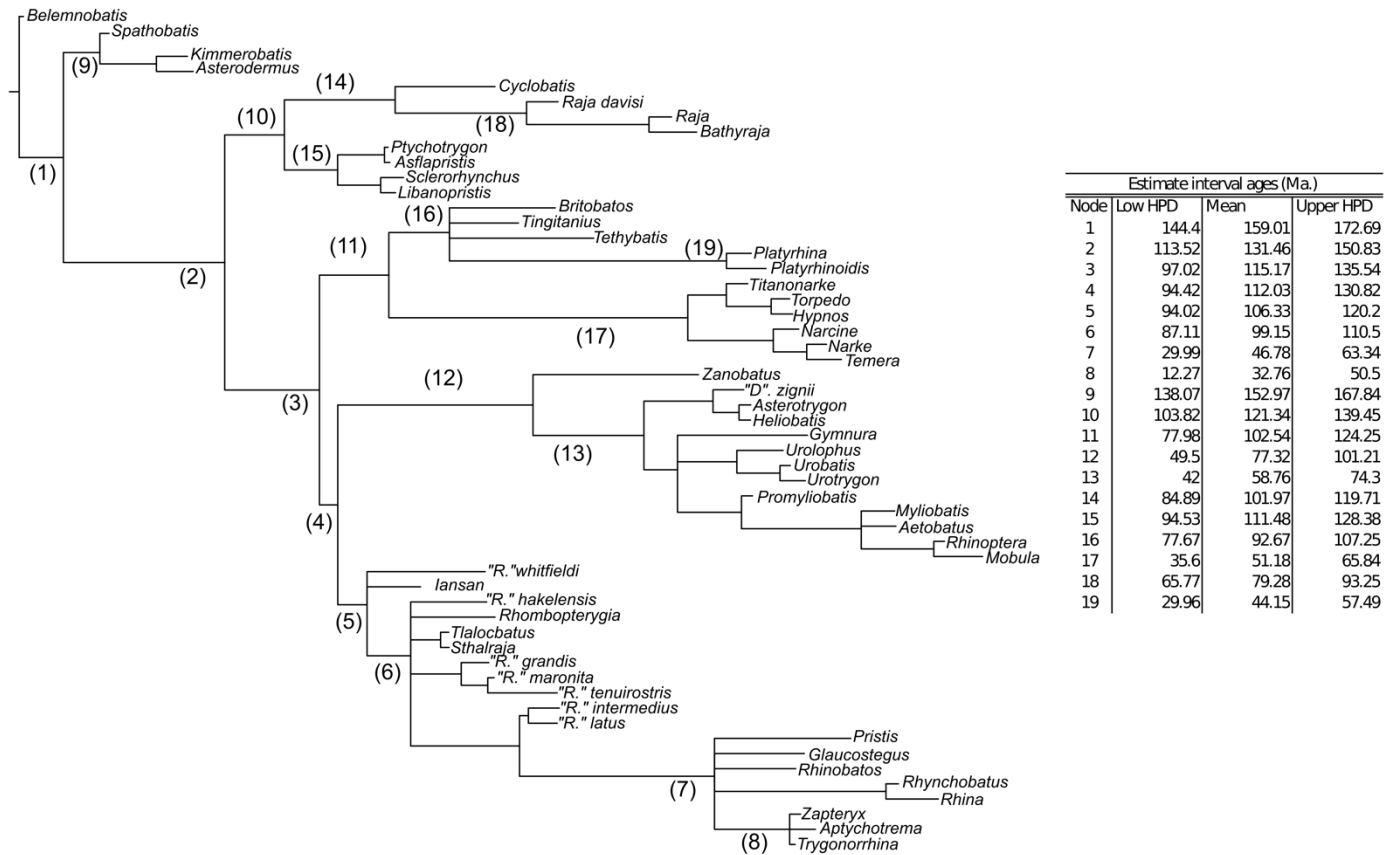 Belemnobatis
Spathobatis
(9)
Kimmerobatis
Asterodermus
(14)
Cyclobatis
Raja davisi
(10)
(18)
Raja
Bathyraja
(15)
Ptychotrygon
Asflapristis
(1)
Sclerorhynchus
Libanopristis
(16)
Britobatos
Tingitanius
(11)
Tethybatis
(19)
Platyrhina
(2)
Platyrhinoidis
Titanonarke
Torpedo
Hypnos
(17)
Narcine
Narke
Temera
(12)
Zanobatus
(3)
"D". zignii
Asterotrygon
Heliobatis
Gymnura
(13)
Urolophus
Urobatis
Urotrygon
Promyliobatis
(4)
Myliobatis
Aetobatus
Rhinoptera
Mobula
"R."whitfieldi
Iansan
"R." hakelensis
(5)
Rhombopterygia
Tlalocbatus
Sthalraja
(6)
"R." grandis
"R." maronita
"R." tenuirostris
"R." intermedius
"R." latus
Pristis
Glaucostegus
(7)
Rhinobatos
Rhynchobatus
Rhina
Zapteryx
(8)
Aptychotrema
Trygonorrhina
Estimate interval ages (Ma.)
Node Low HPD Mean Upper HPD
1 144.4 159.01 172.69
2 113.52 131.46 150.83
3 97.02 115.17 135.54
4 94.42 112.03 130.82
5 94.02 106.33 120.2
6 87.11 99.15 110.5
7 29.99 46.78 63.34
8 12.27 32.76 50.5
9 138.07 152.97 167.84
10 103.82 121.34 139.45
11 77.98 102.54 124.25
12 49.5 77.32 101.21
13 42 58.76 74.3
14 84.89 101.97 119.71
15 94.53 111.48 128.38
16 77.67 92.67 107.25
17 35.6 51.18 65.84
18 65.77 79.28 93.25
19 29.96 44.15 57.49